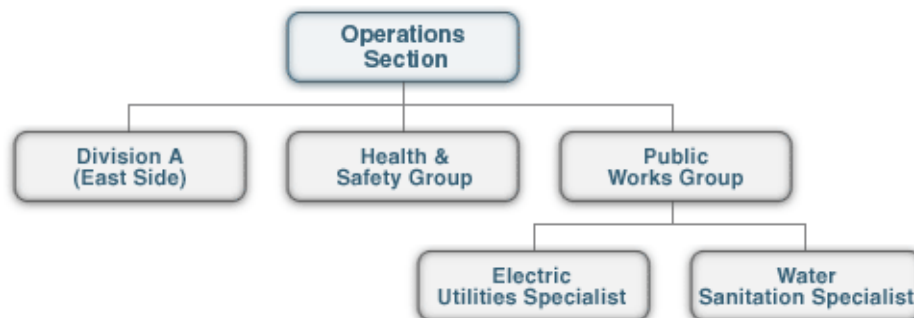 Operations
Section
Division A
(East Side)
Health &
Safety Group
Public
Works Group
Electric
Utilities Specialist
Water
Sanitation Specialist